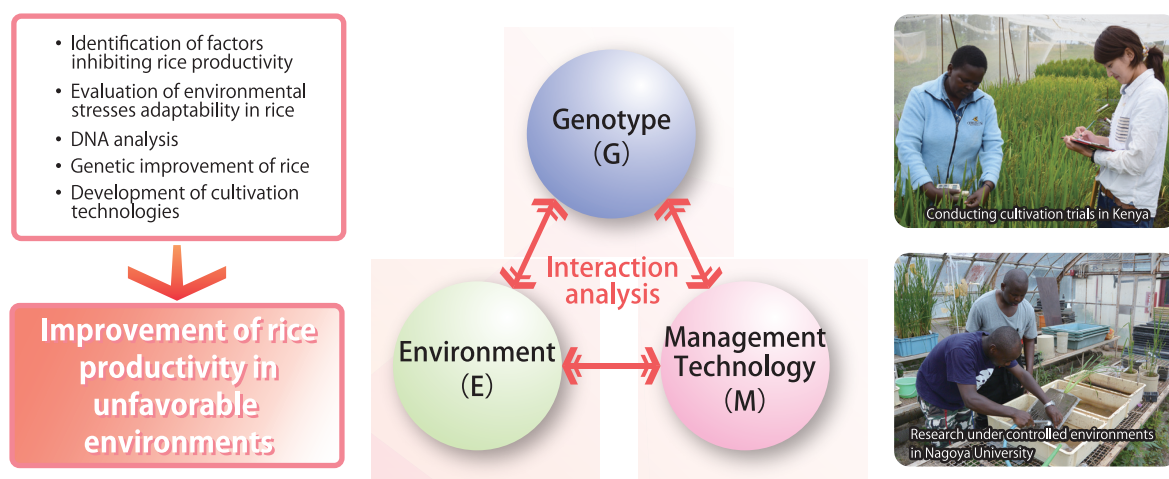 • Identification of factors
inhibiting rice productivity
• Evaluation of environmental
stresses adaptability in rice
• DNA analysis
• Genetic improvement of rice
• Development of cultivation
technologies
Improvement of rice
productivity in
unfavorable
environments
Genotype
(G)
Interaction
analysis
Environment
(E)
Management
Technology
(M)
Conducting cultivation trials in Kenya
Research under controlled environments
in Nagoya University